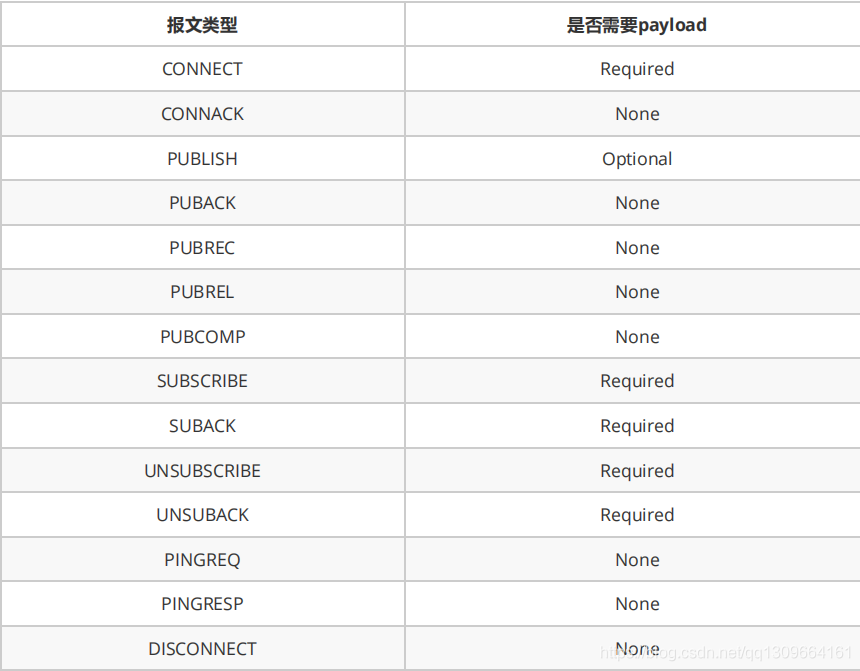 报文类型 是否需要payload
CONNECT Required
CONNACK None
PUBLISH Optional
PUBACK None
PUBREC None
PUBREL None
PUBCOMP None
SUBSCRIBE Required
SUBACK Required
UNSUBSCRIBE Required
UNSUBACK Required
PINGREQ None
PINGRESP None
DISCONNECT None
https://blog.csdn.net/qq1309664161